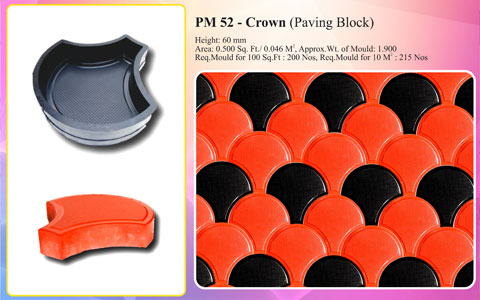 PM 52 - Crown (Paving Block)
Height: 60 mm
Area: 0.500 Sq. Ft./ 0.046 M², Approx.Wt. of Mould: 1.900
Req.Mould for 100 Sq.Ft : 200 Nos, Req.Mould for 10 M² : 215 Nos